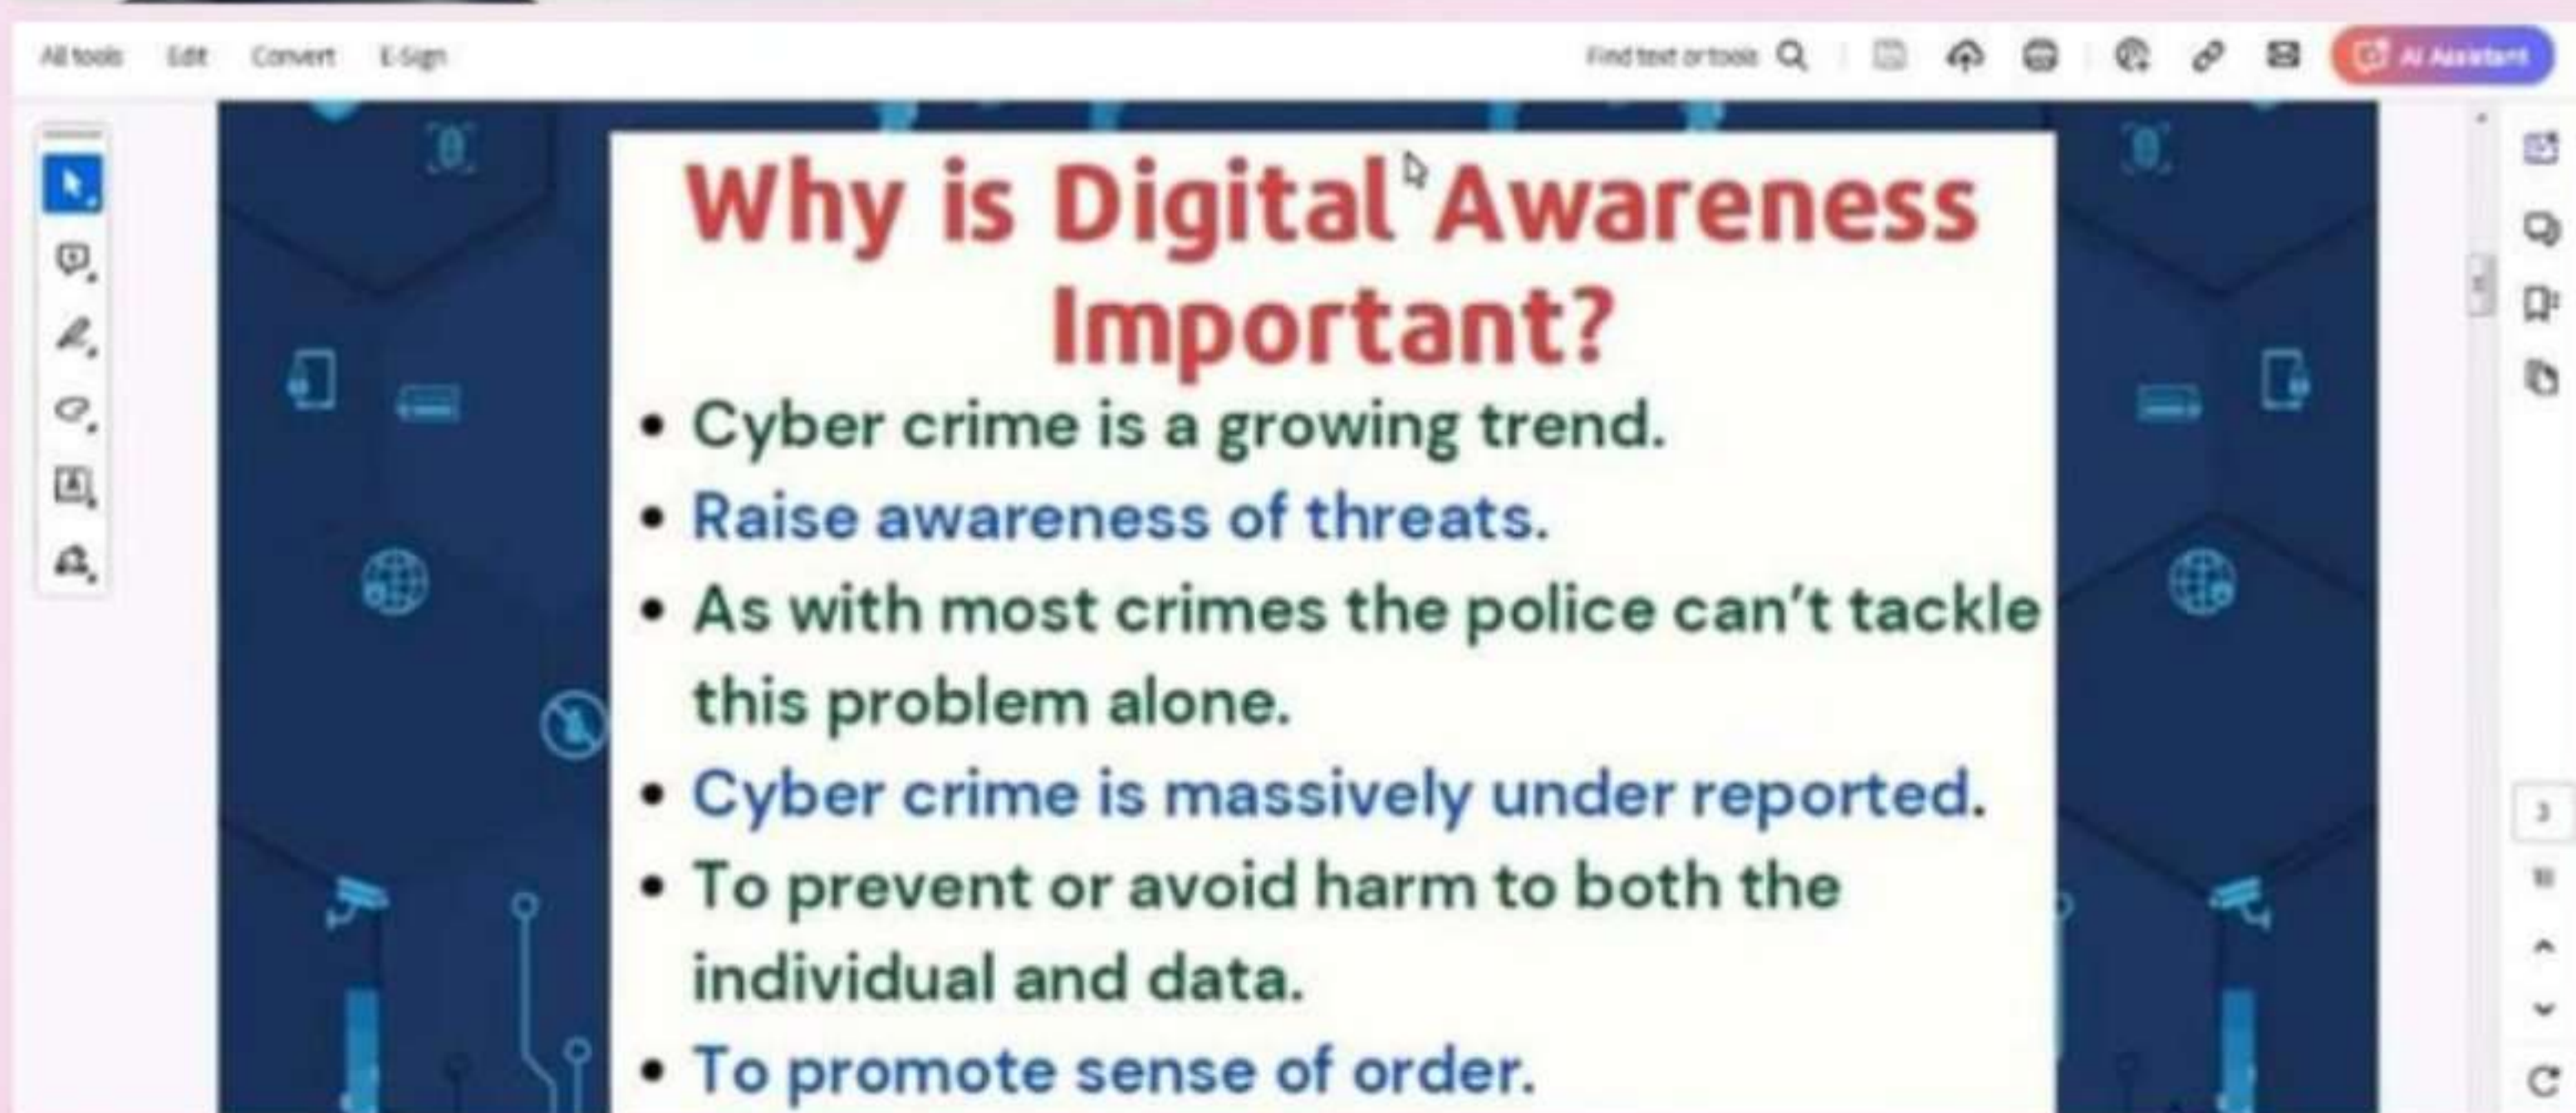 All tools Edit Convert E-Sign
Find text or tools AI Assistant
Why is Digital Awareness
Important?
• Cyber crime is a growing trend.
• Raise awareness of threats.
• As with most crimes the police can't tackle
this problem alone.
• Cyber crime is massively under reported.
• To prevent or avoid harm to both the
individual and data.
• To promote sense of order.
3